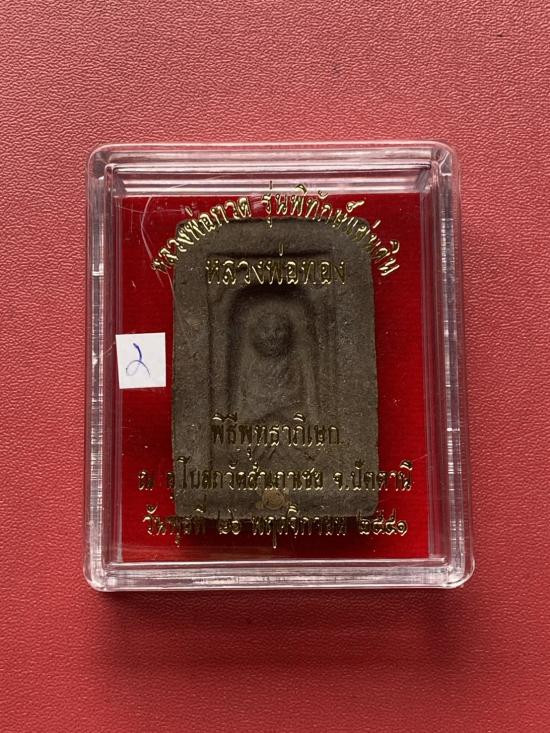 หลวงพ่อทวด รุ่นพิทักษ์แผ่นดิน
หลวงพ่อทอง
2
พิธีพุทธาภิเษก
ณ อุโบสถวัดสำเภาเชย จ.ปัตตานี
วันพุธที่ ๒๖ พฤศจิกายน ๒๕๕๑